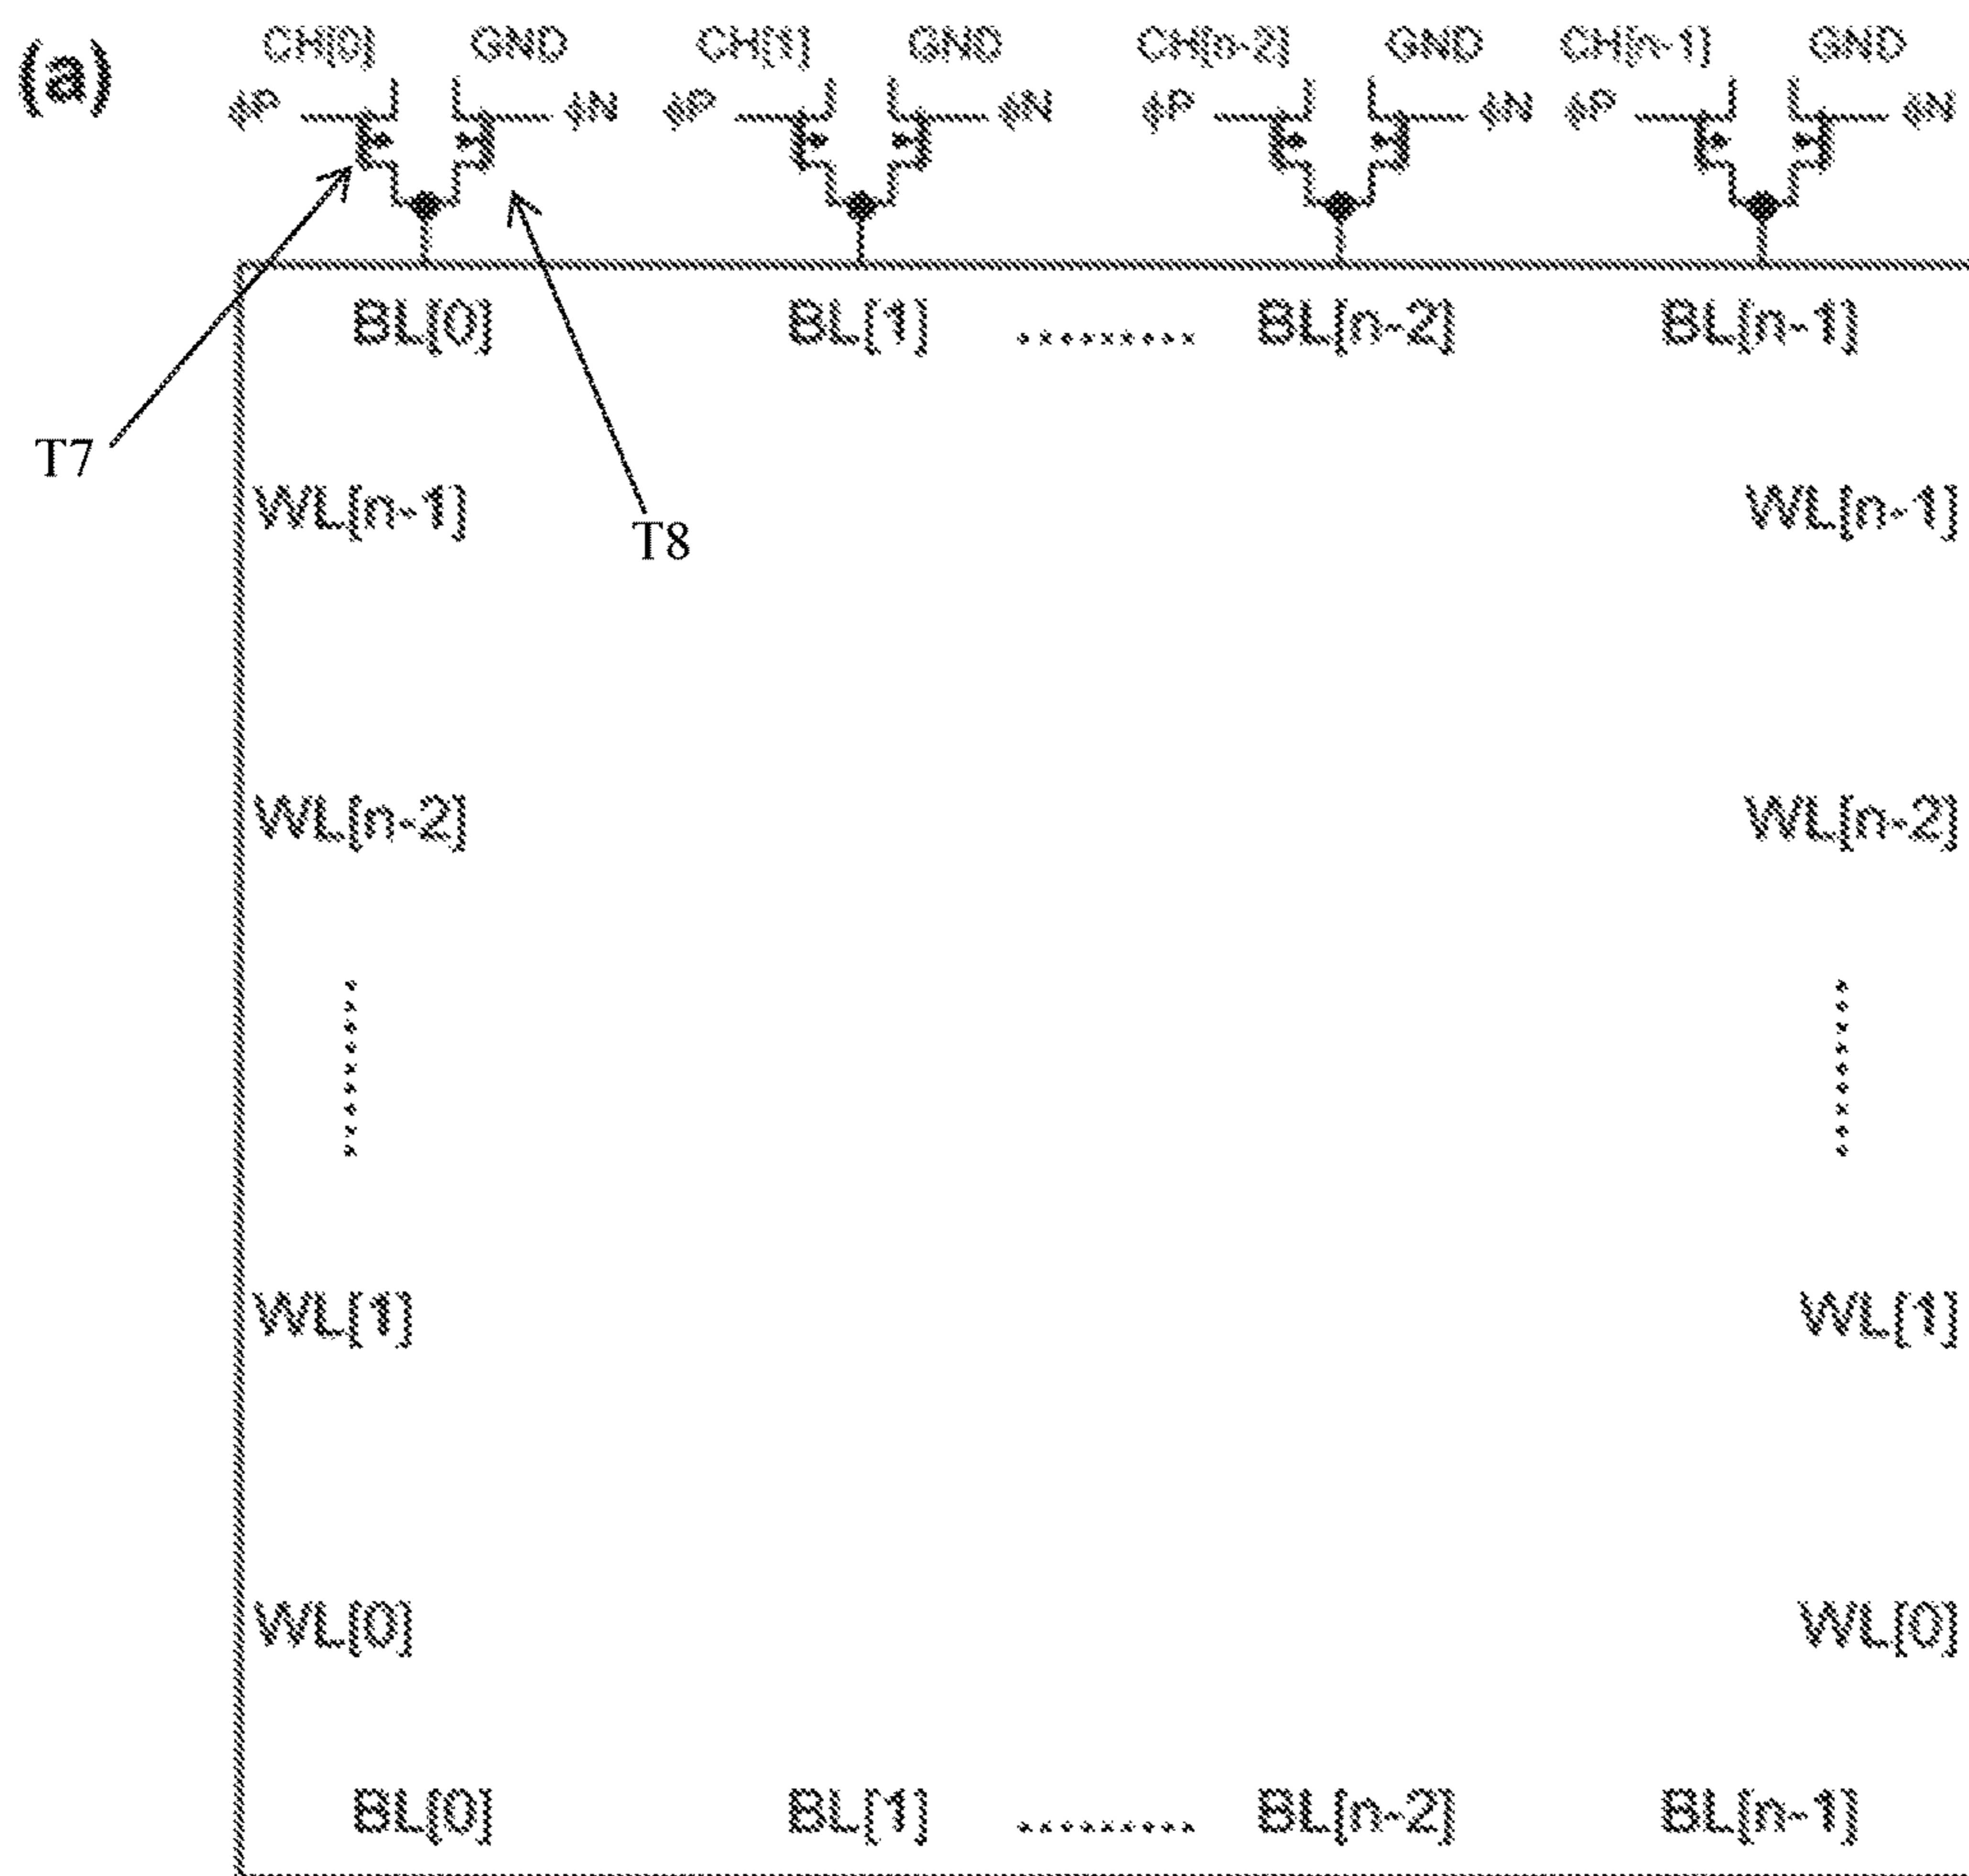 (a)
CH[0] GND CH[1] GND CH[n-2] GND CH[n-1] GND
BL[0] BL[1] ......... BL[n-2] BL[n-1]
T7
WL[n-1] WL[n-1]
T8
WL[n-2] WL[n-2]
WL[1] WL[1]
WL[0] WL[0]
BL[0] BL[1] ......... BL[n-2] BL[n-1]